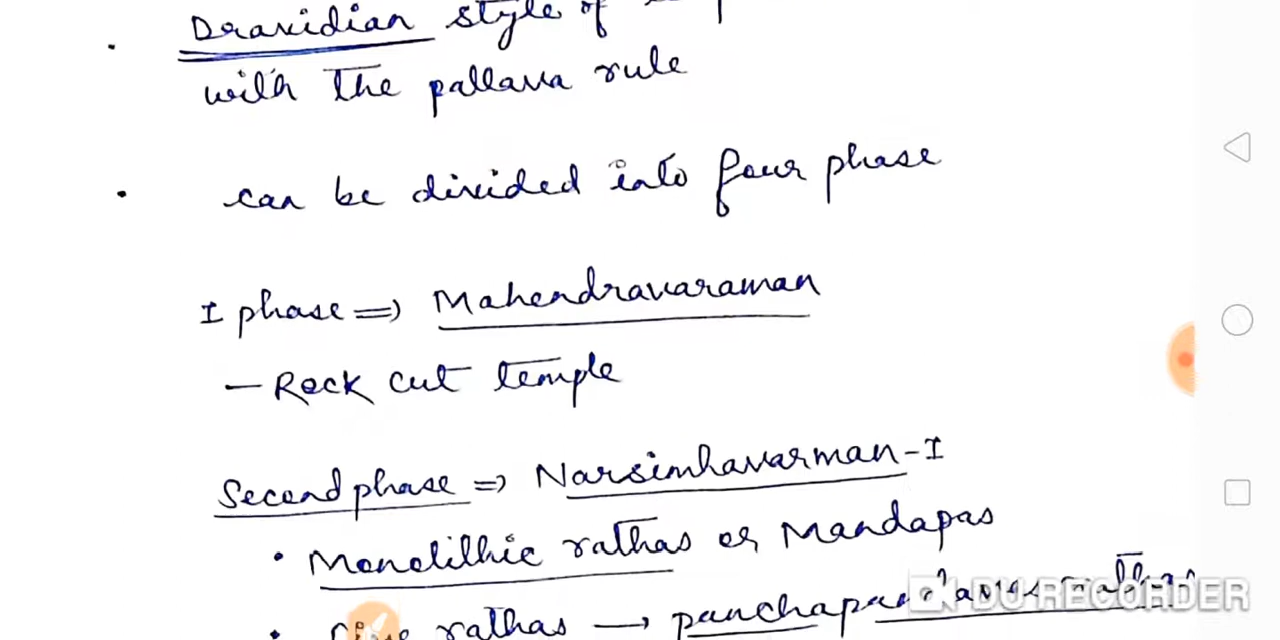 • Dravidian style of
with the pallava rule
• can be divided into four phase
I phase => Mahendravaraman
- Rock cut temple
Second phase => Narsimhavarman-I
• Monolithic rathas or Mandapas
• rathas →
DU RECORDER